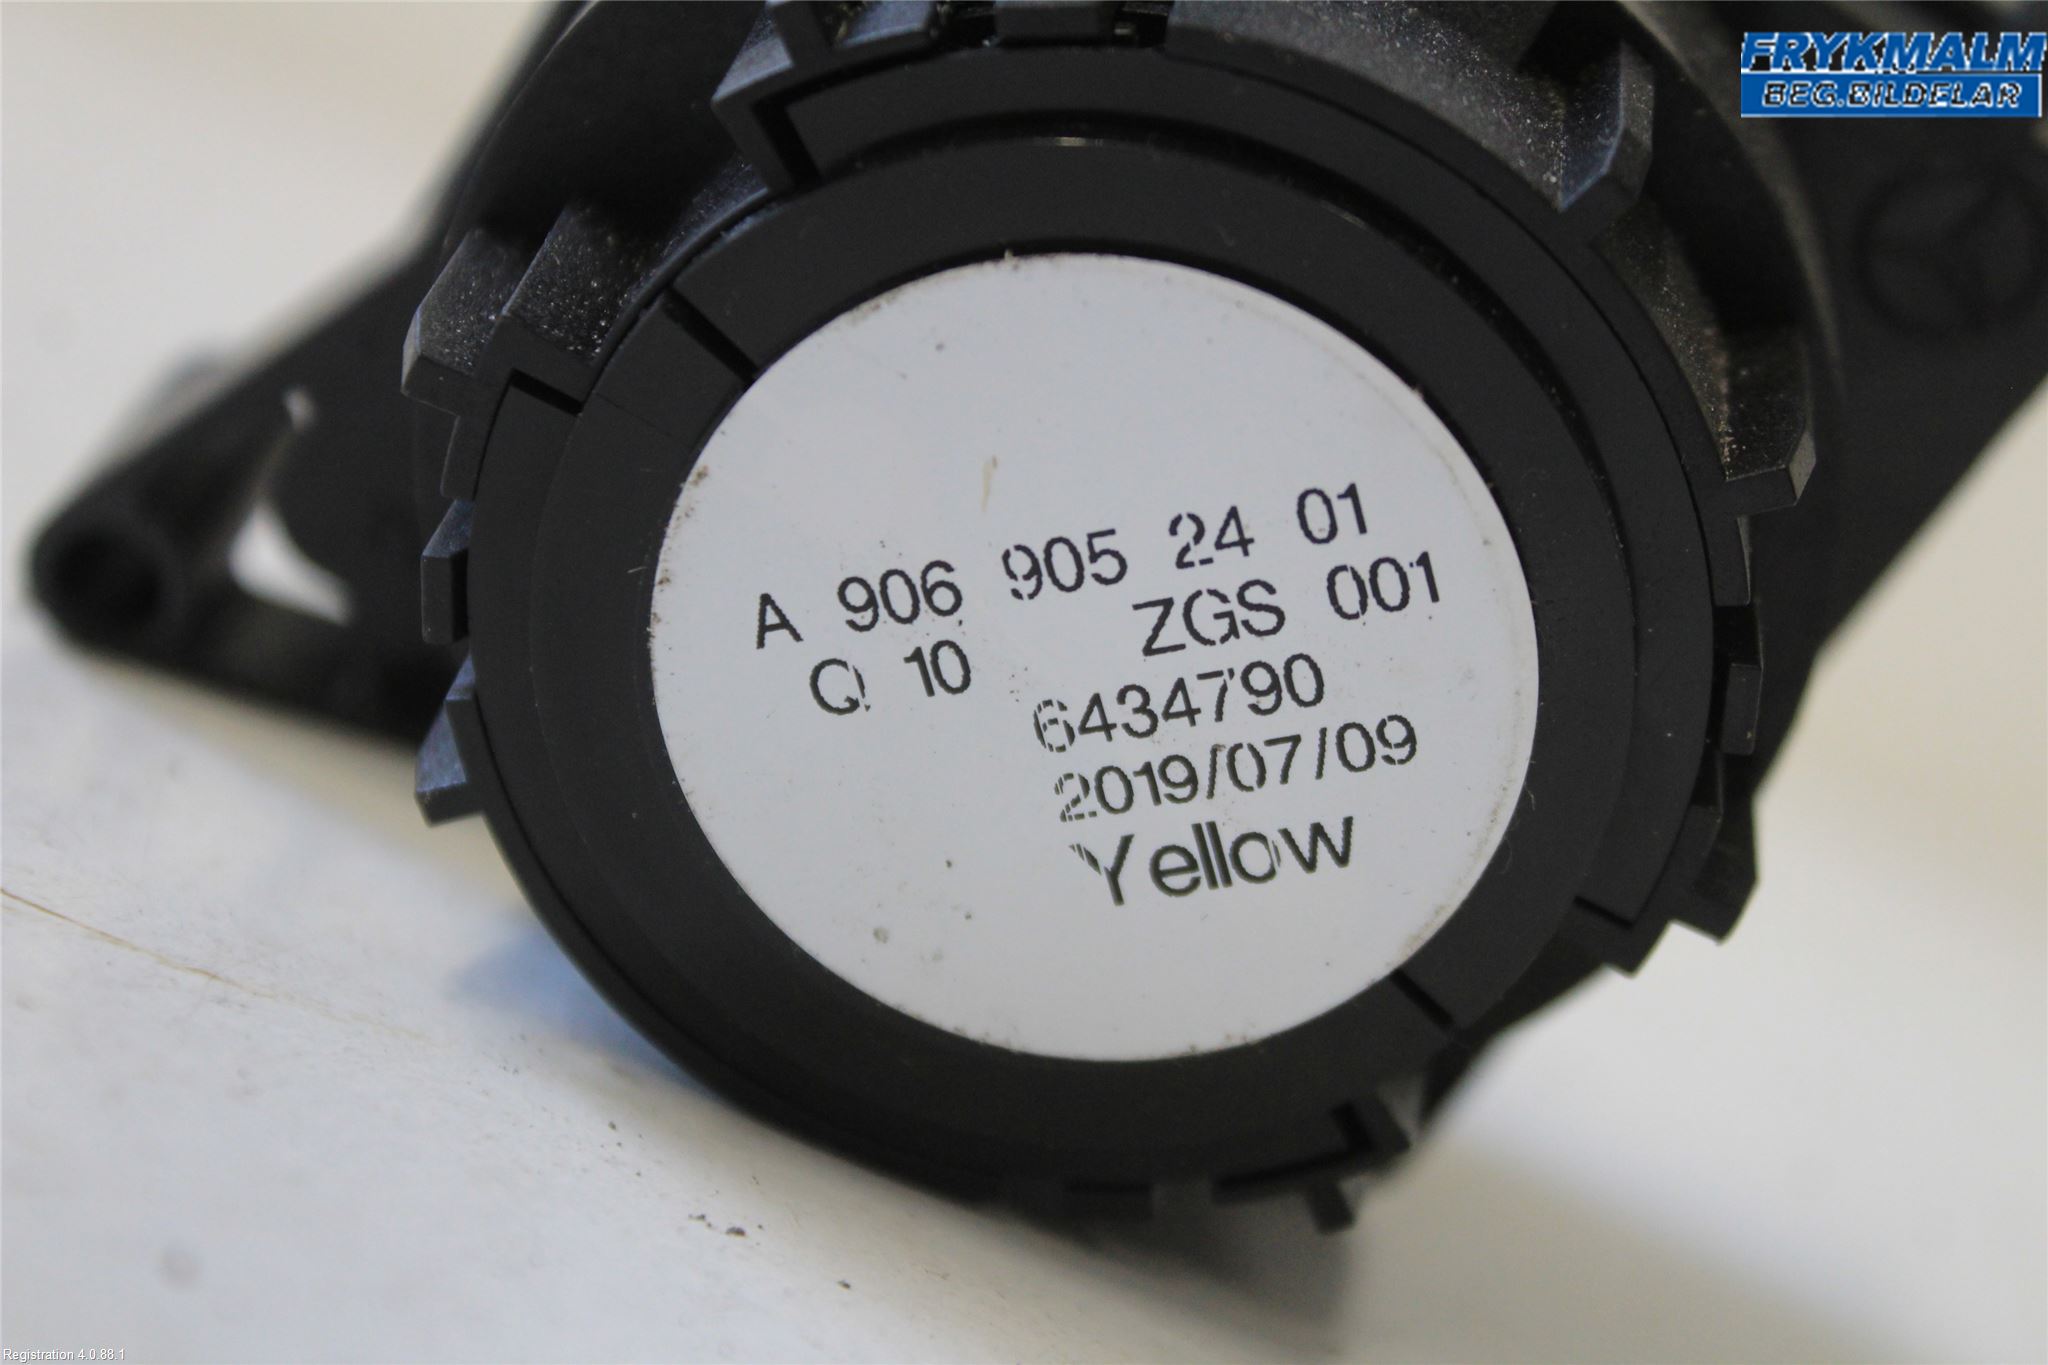 FRYKMALM
BEG.BILDELAR
A 906 905 24 01
Q 10 ZGS 001
6434790
2019/07/09
Yellow
Registration 4.0.88.1